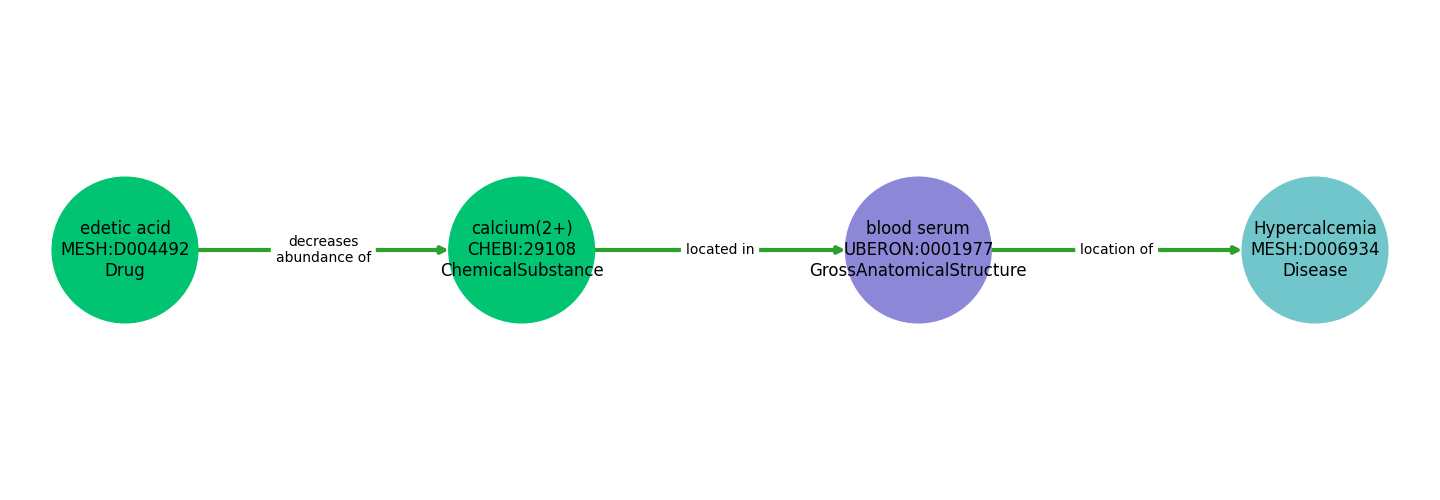 edetic acid
MESH:D004492
Drug
decreases
abundance of
calcium(2+)
CHEBI:29108
ChemicalSubstance
located in
blood serum
UBERON:0001977
GrossAnatomicalStructure
location of
Hypercalcemia
MESH:D006934
Disease